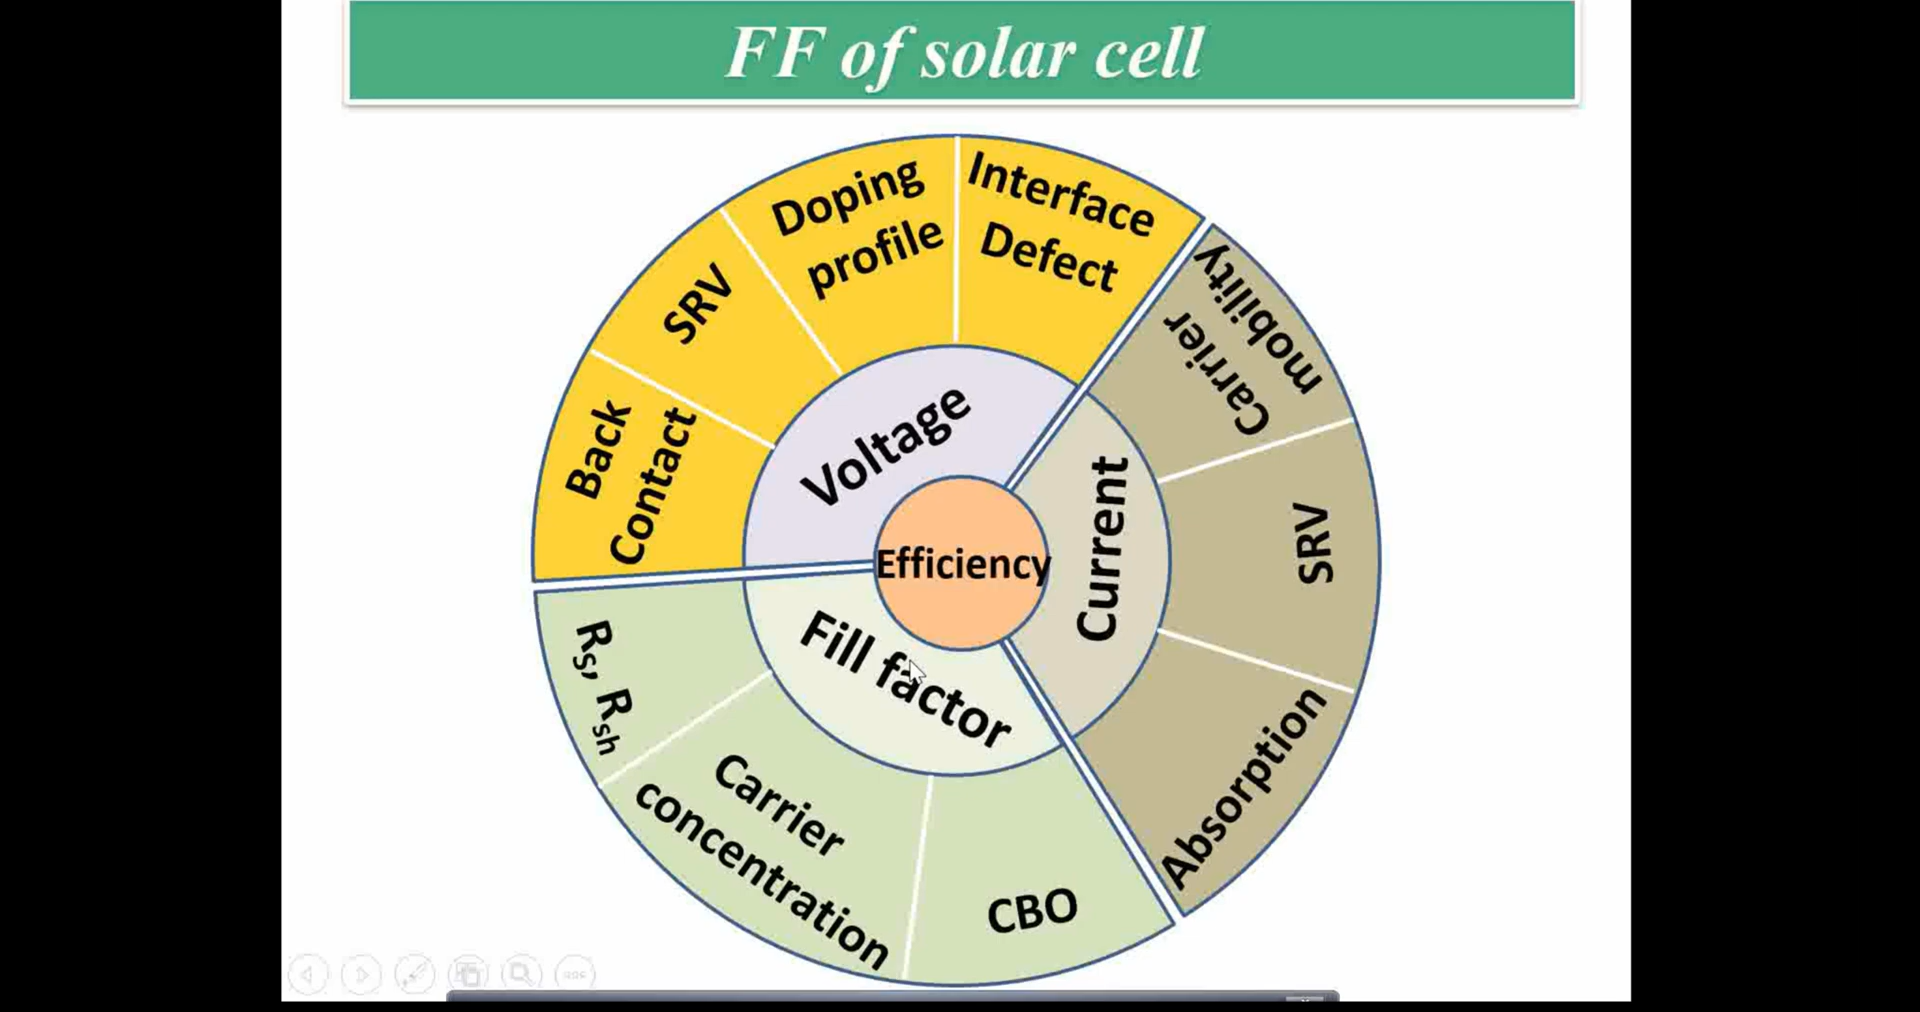 FF of solar cell
Doping
profile
Interface
Defect
SRV
Back
Contact
Voltage
Carrier
mobility
SRV
Absorption
Current
Efficiency
Fill factor
Rs, Rsh
Carrier
concentration
CBO